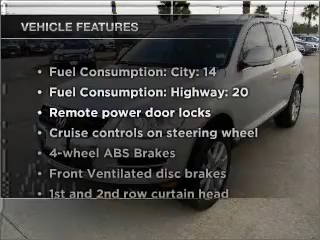 VEHICLE FEATURES
• Fuel Consumption: City: 14
• Fuel Consumption: Highway: 20
• Remote power door locks
• Cruise controls on steering wheel
• 4-wheel ABS Brakes
• Front Ventilated disc brakes
• 1st and 2nd row curtain head